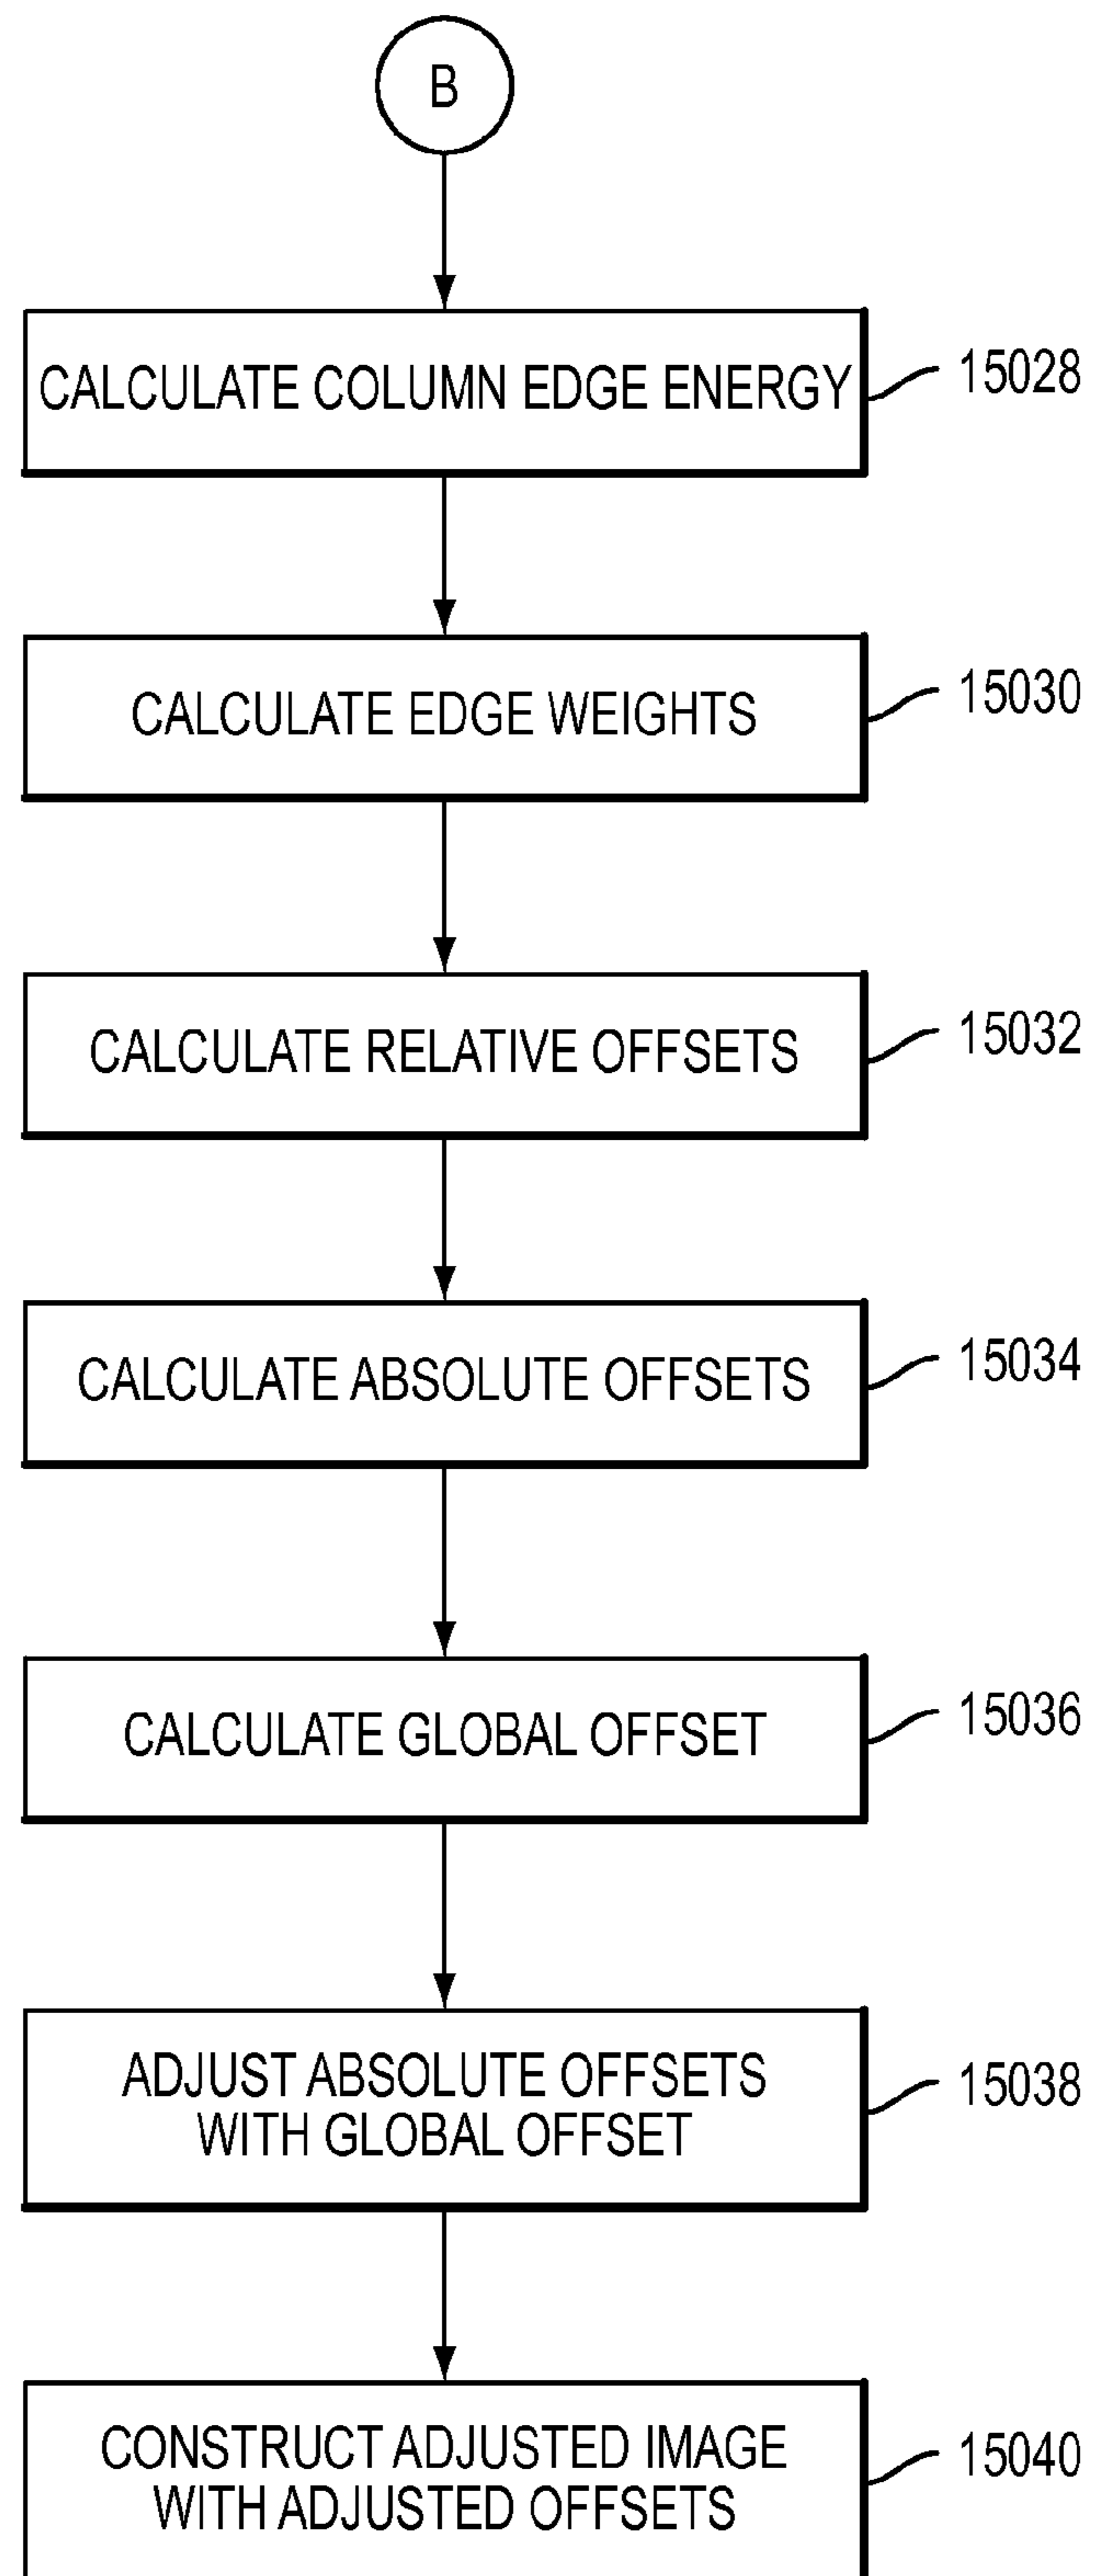 B
CALCULATE COLUMN EDGE ENERGY
15028
CALCULATE EDGE WEIGHTS
15030
CALCULATE RELATIVE OFFSETS
15032
CALCULATE ABSOLUTE OFFSETS
15034
CALCULATE GLOBAL OFFSET
15036
ADJUST ABSOLUTE OFFSETS
WITH GLOBAL OFFSET
15038
CONSTRUCT ADJUSTED IMAGE
WITH ADJUSTED OFFSETS
15040